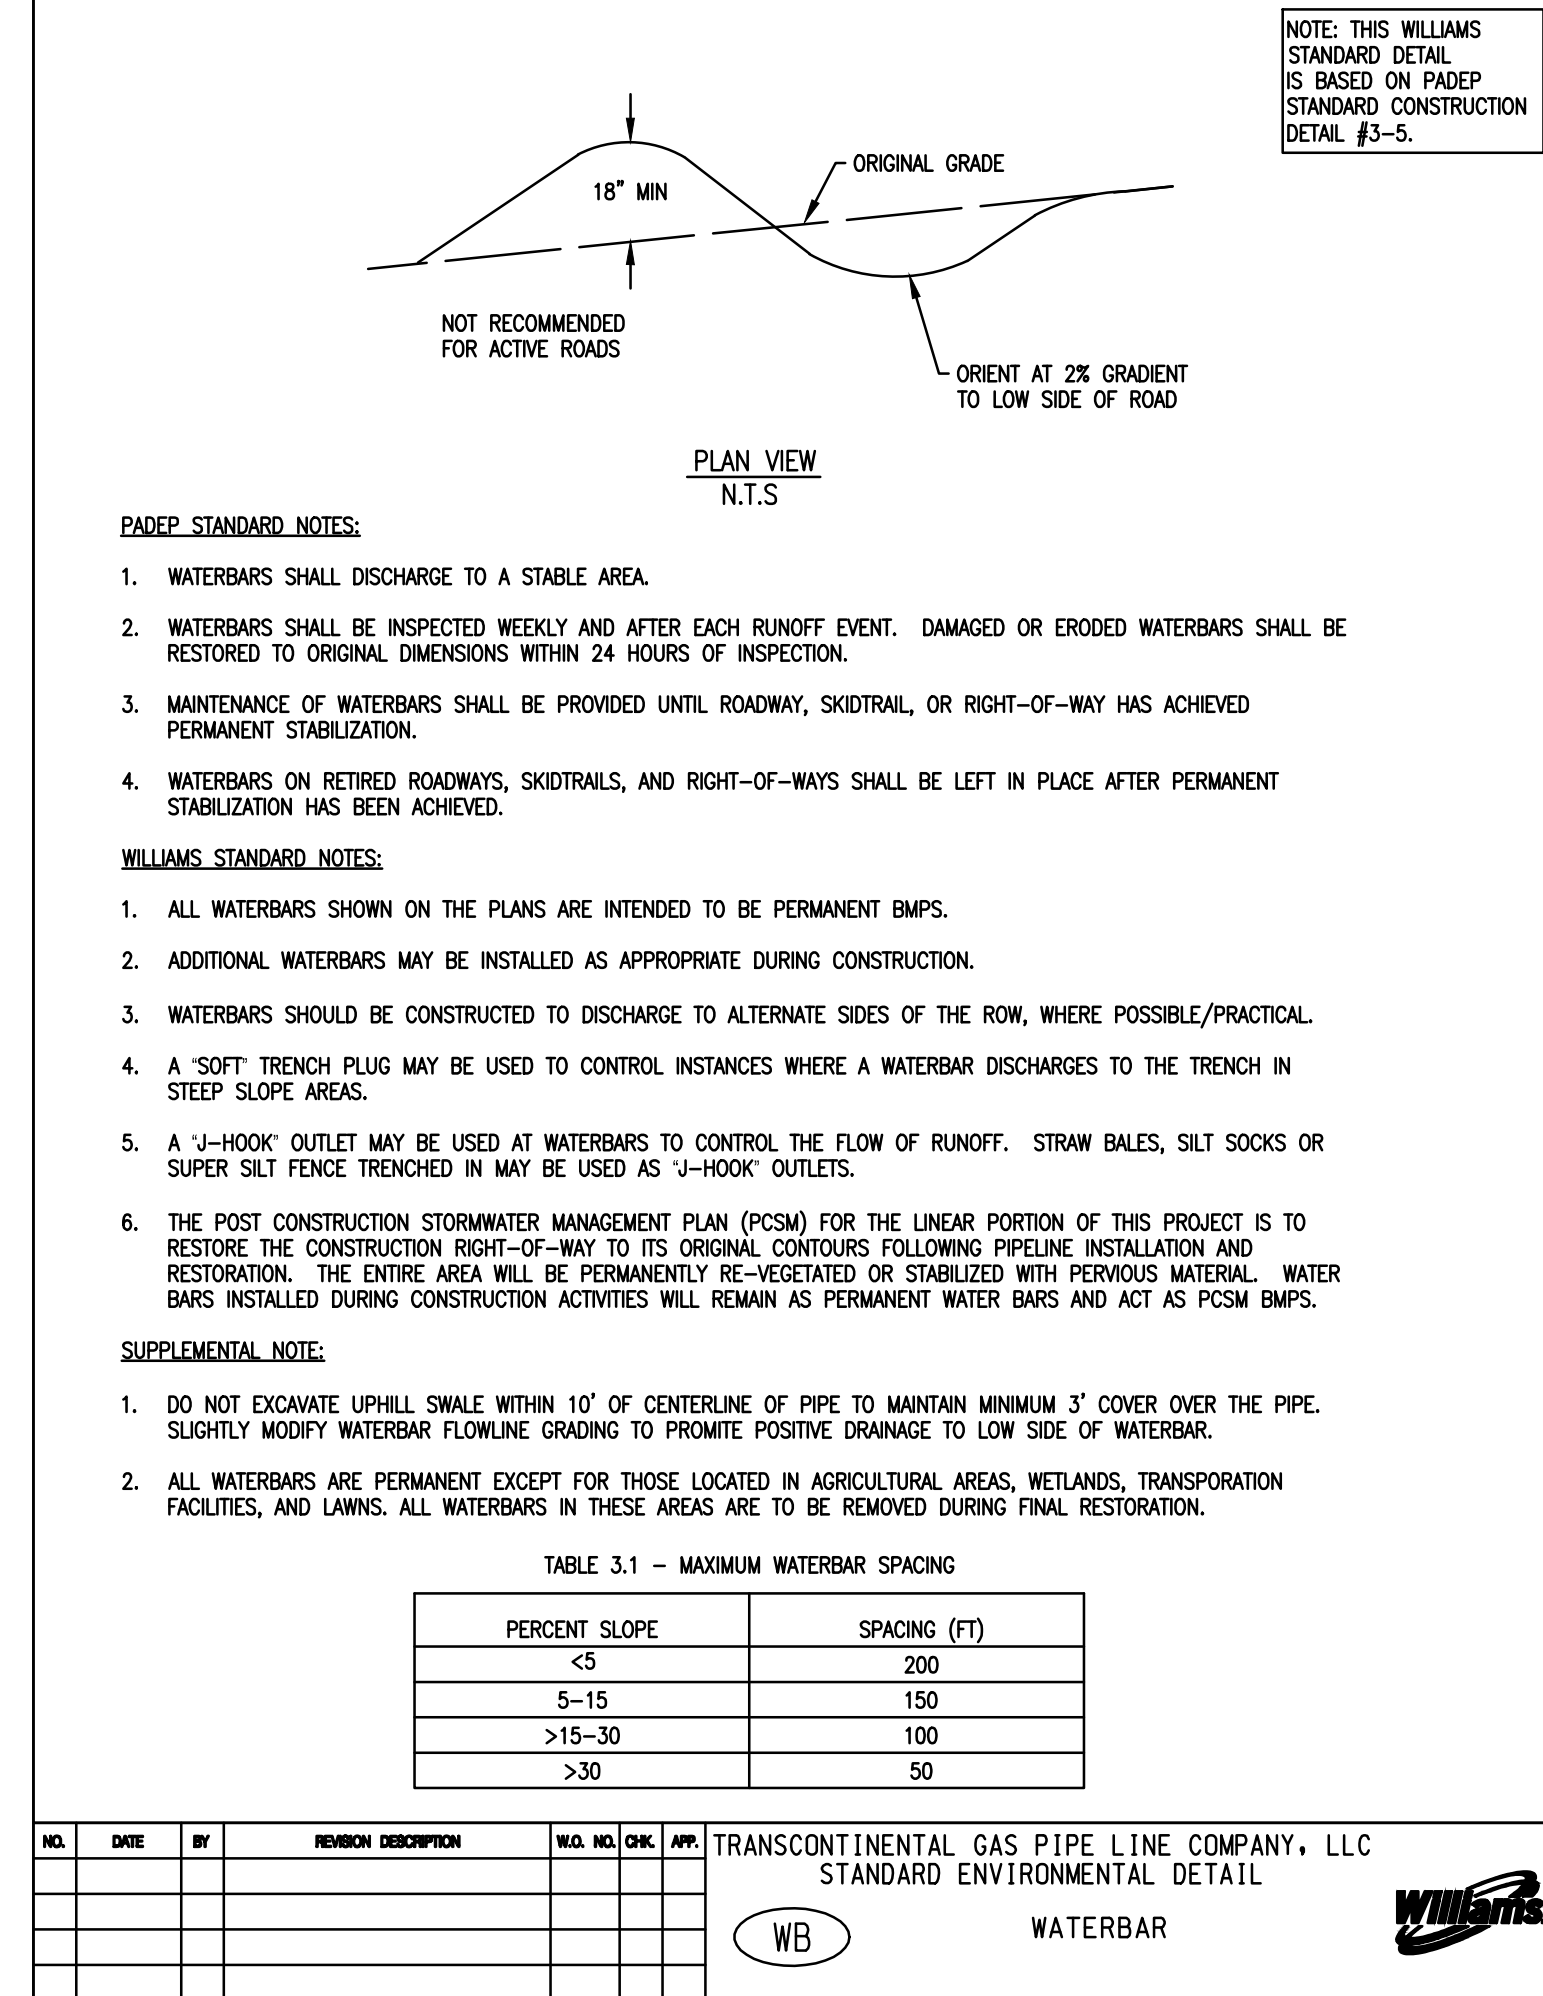 NOTE: THIS WILLIAMS
STANDARD DETAIL
IS BASED ON PADEP
STANDARD CONSTRUCTION
DETAIL #3-5.
ORIGINAL GRADE
18" MIN
NOT RECOMMENDED
FOR ACTIVE ROADS
ORIENT AT 2% GRADIENT
TO LOW SIDE OF ROAD
PLAN VIEW
N.T.S
PADEP STANDARD NOTES:
1. WATERBARS SHALL DISCHARGE TO A STABLE AREA.
2. WATERBARS SHALL BE INSPECTED WEEKLY AND AFTER EACH RUNOFF EVENT. DAMAGED OR ERODED WATERBARS SHALL BE
RESTORED TO ORIGINAL DIMENSIONS WITHIN 24 HOURS OF INSPECTION.
3. MAINTENANCE OF WATERBARS SHALL BE PROVIDED UNTIL ROADWAY, SKIDTRAIL, OR RIGHT-OF-WAY HAS ACHIEVED
PERMANENT STABILIZATION.
4. WATERBARS ON RETIRED ROADWAYS, SKIDTRAILS, AND RIGHT-OF-WAYS SHALL BE LEFT IN PLACE AFTER PERMANENT
STABILIZATION HAS BEEN ACHIEVED.
WILLIAMS STANDARD NOTES:
1. ALL WATERBARS SHOWN ON THE PLANS ARE INTENDED TO BE PERMANENT BMPS.
2. ADDITIONAL WATERBARS MAY BE INSTALLED AS APPROPRIATE DURING CONSTRUCTION.
3. WATERBARS SHOULD BE CONSTRUCTED TO DISCHARGE TO ALTERNATE SIDES OF THE ROW, WHERE POSSIBLE/PRACTICAL.
4. A "SOFT" TRENCH PLUG MAY BE USED TO CONTROL INSTANCES WHERE A WATERBAR DISCHARGES TO THE TRENCH IN
STEEP SLOPE AREAS.
5. A "J-HOOK" OUTLET MAY BE USED AT WATERBARS TO CONTROL THE FLOW OF RUNOFF. STRAW BALES, SILT SOCKS OR
SUPER SILT FENCE TRENCHED IN MAY BE USED AS "J-HOOK" OUTLETS.
6. THE POST CONSTRUCTION STORMWATER MANAGEMENT PLAN (PCSM) FOR THE LINEAR PORTION OF THIS PROJECT IS TO
RESTORE THE CONSTRUCTION RIGHT-OF-WAY TO ITS ORIGINAL CONTOURS FOLLOWING PIPELINE INSTALLATION AND
RESTORATION. THE ENTIRE AREA WILL BE PERMANENTLY RE-VEGETATED OR STABILIZED WITH PERVIOUS MATERIAL. WATER
BARS INSTALLED DURING CONSTRUCTION ACTIVITIES WILL REMAIN AS PERMANENT WATER BARS AND ACT AS PCSM BMPS.
SUPPLEMENTAL NOTE:
1. DO NOT EXCAVATE UPHILL SWALE WITHIN 10' OF CENTERLINE OF PIPE TO MAINTAIN MINIMUM 3' COVER OVER THE PIPE.
SLIGHTLY MODIFY WATERBAR FLOWLINE GRADING TO PROMITE POSITIVE DRAINAGE TO LOW SIDE OF WATERBAR.
2. ALL WATERBARS ARE PERMANENT EXCEPT FOR THOSE LOCATED IN AGRICULTURAL AREAS, WETLANDS, TRANSPORATION
FACILITIES, AND LAWNS. ALL WATERBARS IN THESE AREAS ARE TO BE REMOVED DURING FINAL RESTORATION.
TABLE 3.1 - MAXIMUM WATERBAR SPACING
PERCENT SLOPE SPACING (FT)
<5 200
5-15 150
>15-30 100
>30 50
NO. DATE BY REVISION DESCRIPTION W.O. NO. CHK. APP.
TRANSCONTINENTAL GAS PIPE LINE COMPANY, LLC
STANDARD ENVIRONMENTAL DETAIL
WB WATERBAR
Williams